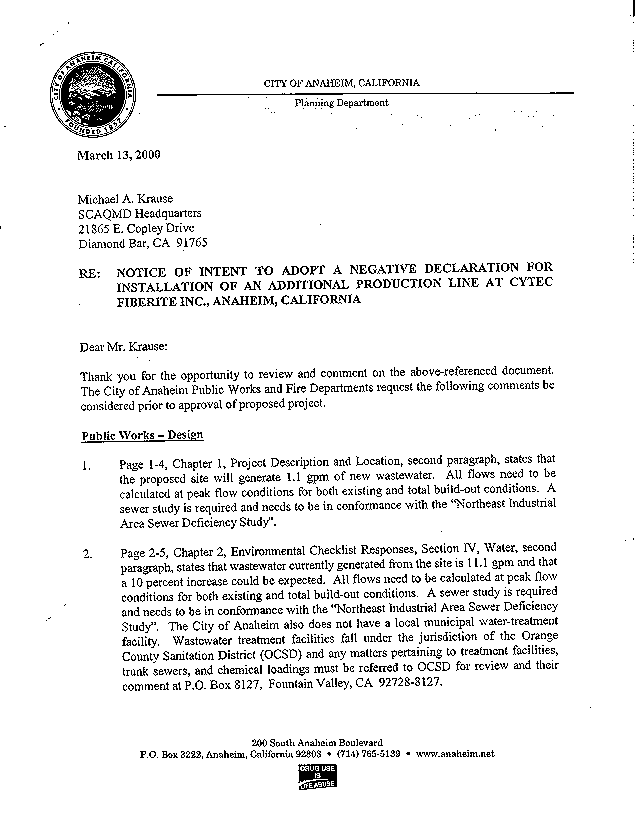 CITY OF ANAHEIM, CALIFORNIA
FOUNDED 1857
CITY OF ANAHEIM, CALIFORNIA
Planning Department
March 13, 2000
Michael A. Krause
SCAQMD Headquarters
21865 E. Copley Drive
Diamond Bar, CA 91765
RE: NOTICE OF INTENT TO ADOPT A NEGATIVE DECLARATION FOR
INSTALLATION OF AN ADDITIONAL PRODUCTION LINE AT CYTEC
FIBERITE INC., ANAHEIM, CALIFORNIA
Dear Mr. Krause:
Thank you for the opportunity to review and comment on the above-referenced document.
The City of Anaheim Public Works and Fire Departments request the following comments be
considered prior to approval of proposed project.
Public Works – Design
1. Page 1-4, Chapter 1, Project Description and Location, second paragraph, states that
the proposed site will generate 1.1 gpm of new wastewater. All flows need to be
calculated at peak flow conditions for both existing and total build-out conditions. A
sewer study is required and needs to be in conformance with the "Northeast Industrial
Area Sewer Deficiency Study".
2. Page 2-5, Chapter 2, Environmental Checklist Responses, Section IV, Water, second
paragraph, states that wastewater currently generated from the site is 11.1 gpm and that
a 10 percent increase could be expected. All flows need to be calculated at peak flow
conditions for both existing and total build-out conditions. A sewer study is required
and needs to be in conformance with the "Northeast Industrial Area Sewer Deficiency
Study". The City of Anaheim also does not have a local municipal water-treatment
facility. Wastewater treatment facilities fall under the jurisdiction of the Orange
County Sanitation District (OCSD) and any matters pertaining to treatment facilities,
trunk sewers, and chemical loadings must be referred to OCSD for review and their
comment at P.O. Box 8127, Fountain Valley, CA 92728-8127.
200 South Anaheim Boulevard
P.O. Box 3222, Anaheim, California 92803 • (714) 765-5139 • www.anaheim.net
DRUG USE
IS
LIFE ABUSE